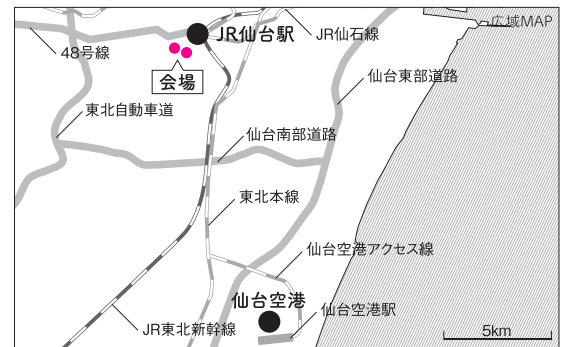 広域MAP
JR仙台駅
JR仙石線
48号線
会場
仙台東部道路
東北自動車道
仙台南部道路
東北本線
仙台空港アクセス線
仙台空港
仙台空港駅
JR東北新幹線
5km